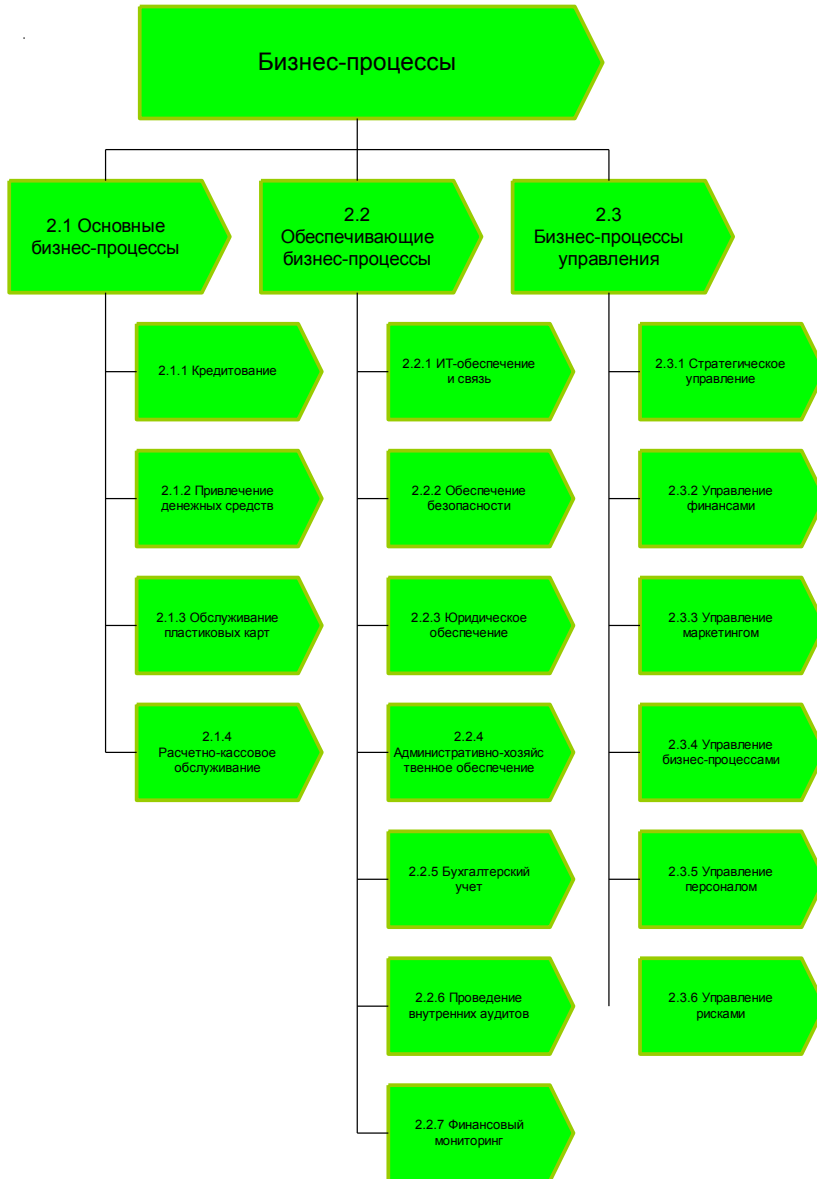 Бизнес-процессы
2.1 Основные
бизнес-процессы
2.2
Обеспечивающие
бизнес-процессы
2.3
Бизнес-процессы
управления
2.1.1 Кредитование
2.1.2 Привлечение
денежных средств
2.1.3 Обслуживание
пластиковых карт
2.1.4
Расчетно-кассовое
обслуживание
2.2.1 ИТ-обеспечение
и связь
2.2.2 Обеспечение
безопасности
2.2.3 Юридическое
обеспечение
2.2.4
Административно-хозяйс
твенное обеспечение
2.2.5 Бухгалтерский
учет
2.2.6 Проведение
внутренних аудитов
2.2.7 Финансовый
мониторинг
2.3.1 Стратегическое
управление
2.3.2 Управление
финансами
2.3.3 Управление
маркетингом
2.3.4 Управление
бизнес-процессами
2.3.5 Управление
персоналом
2.3.6 Управление
рисками